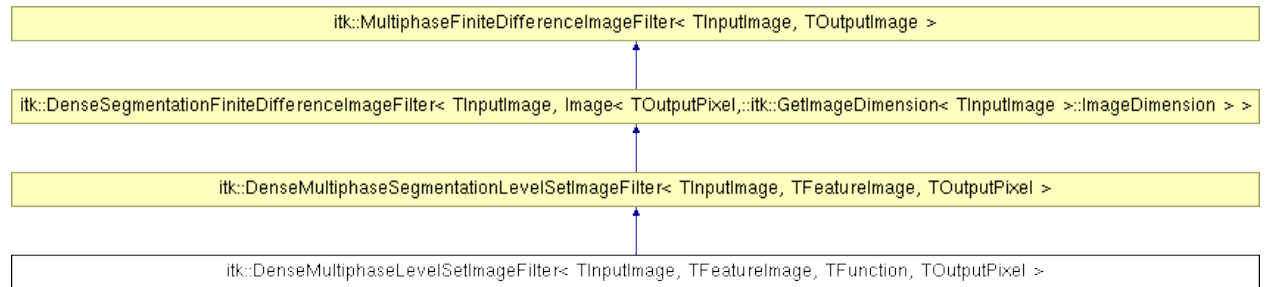 itk::MultiphaseFiniteDifferenceImageFilter< TInputImage, TOutputImage >
itk::DenseSegmentationFiniteDifferenceImageFilter< TInputImage, Image< TOutputPixel,::itk::GetImageDimension< TInputImage >::ImageDimension > >
itk::DenseMultiphaseSegmentationLevelSetImageFilter< TInputImage, TFeatureImage, TOutputPixel >
itk::DenseMultiphaseLevelSetImageFilter< TInputImage, TFeatureImage, TFunction, TOutputPixel >